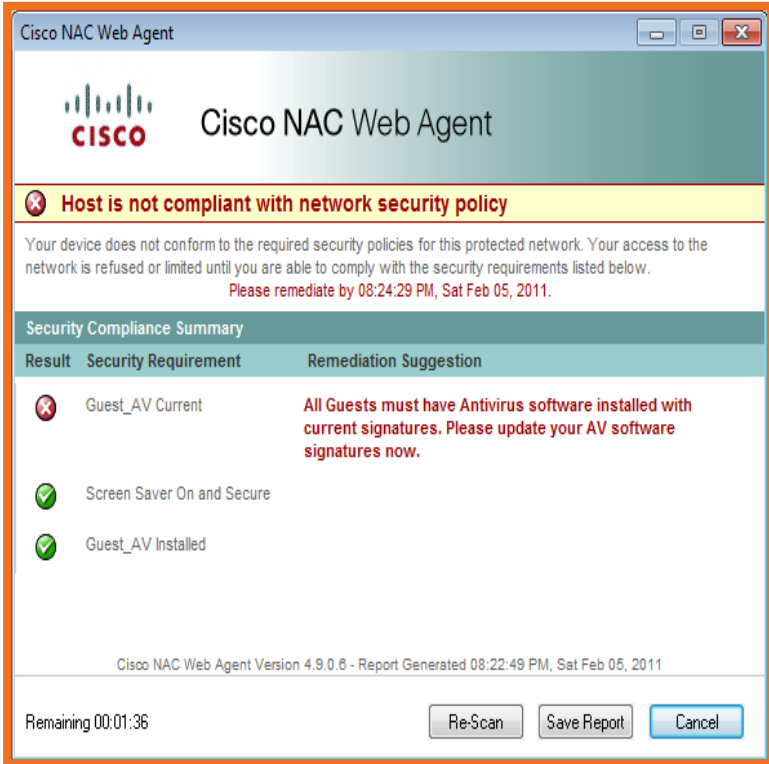 Cisco NAC Web Agent
CISCO
Cisco NAC Web Agent
Host is not compliant with network security policy
Your device does not conform to the required security policies for this protected network. Your access to the
network is refused or limited until you are able to comply with the security requirements listed below.
Please remediate by 08:24:29 PM, Sat Feb 05, 2011.
Security Compliance Summary
Result Security Requirement Remediation Suggestion
Guest_AV Current All Guests must have Antivirus software installed with
current signatures. Please update your AV software
signatures now.
Screen Saver On and Secure
Guest_AV Installed
Cisco NAC Web Agent Version 4.9.0.6 - Report Generated 08:22:49 PM, Sat Feb 05, 2011
Remaining 00:01:36 Re-Scan Save Report Cancel